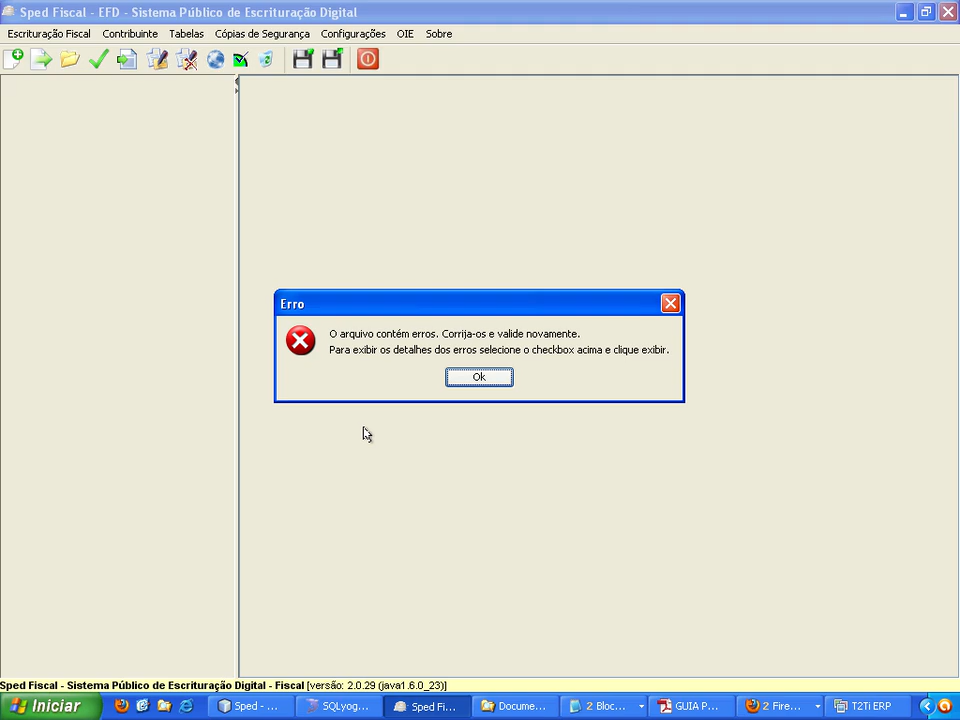 Sped Fiscal - EFD - Sistema Público de Escrituração Digital
Escrituração Fiscal Contribuinte Tabelas Cópias de Segurança Configurações OIE Sobre
Erro
O arquivo contém erros. Corrija-os e valide novamente.
Para exibir os detalhes dos erros selecione o checkbox acima e clique exibir.
Ok
Sped Fiscal - Sistema Público de Escrituração Digital - Fiscal [versão: 2.0.29 (java1.6.0_23)]
Iniciar Sped - ... SQLyog... Sped Fi... Docume... 2 Bloc... GUIA P... 2 Fire... T2Ti ERP